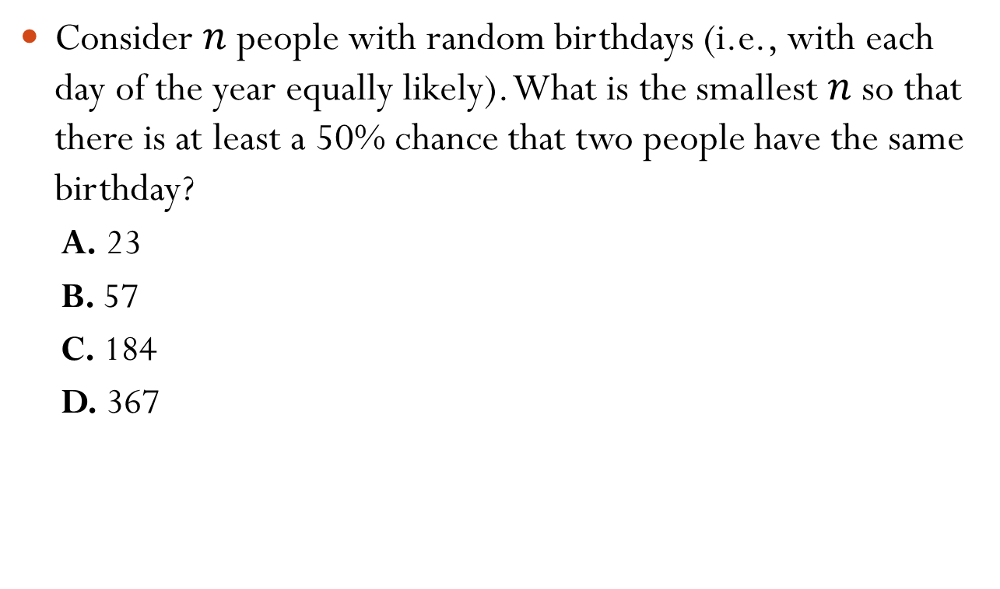 • Consider n people with random birthdays (i.e., with each
day of the year equally likely). What is the smallest n so that
there is at least a 50% chance that two people have the same
birthday?
A. 23
B. 57
C. 184
D. 367